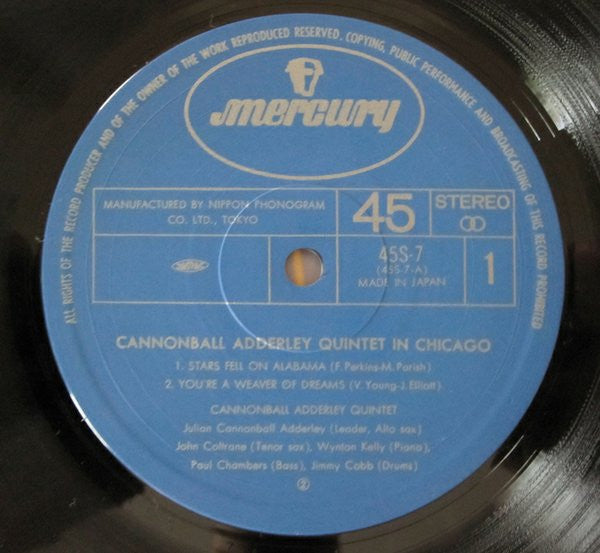 ALL RIGHTS OF THE RECORD PRODUCER AND OF THE OWNER OF THE WORK REPRODUCED RESERVED. COPYING, PUBLIC PERFORMANCE AND BROADCASTING OF THIS RECORD PROHIBITED
mercury
MANUFACTURED BY NIPPON PHONOGRAM
CO. LTD., TOKYO
45
STEREO
45S-7
(45S-7-A)
MADE IN JAPAN
1
CANNONBALL ADDERLEY QUINTET IN CHICAGO
1. STARS FELL ON ALABAMA (F. Perkins-M. Parish)
2. YOU'RE A WEAVER OF DREAMS (V. Young-J. Elliott)
CANNONBALL ADDERLEY QUINTET
Julian Cannonball Adderley (Leader, Alto sax)
John Coltrane (Tenor sax), Wynton Kelly (Piano),
Paul Chambers (Bass), Jimmy Cobb (Drums)
②